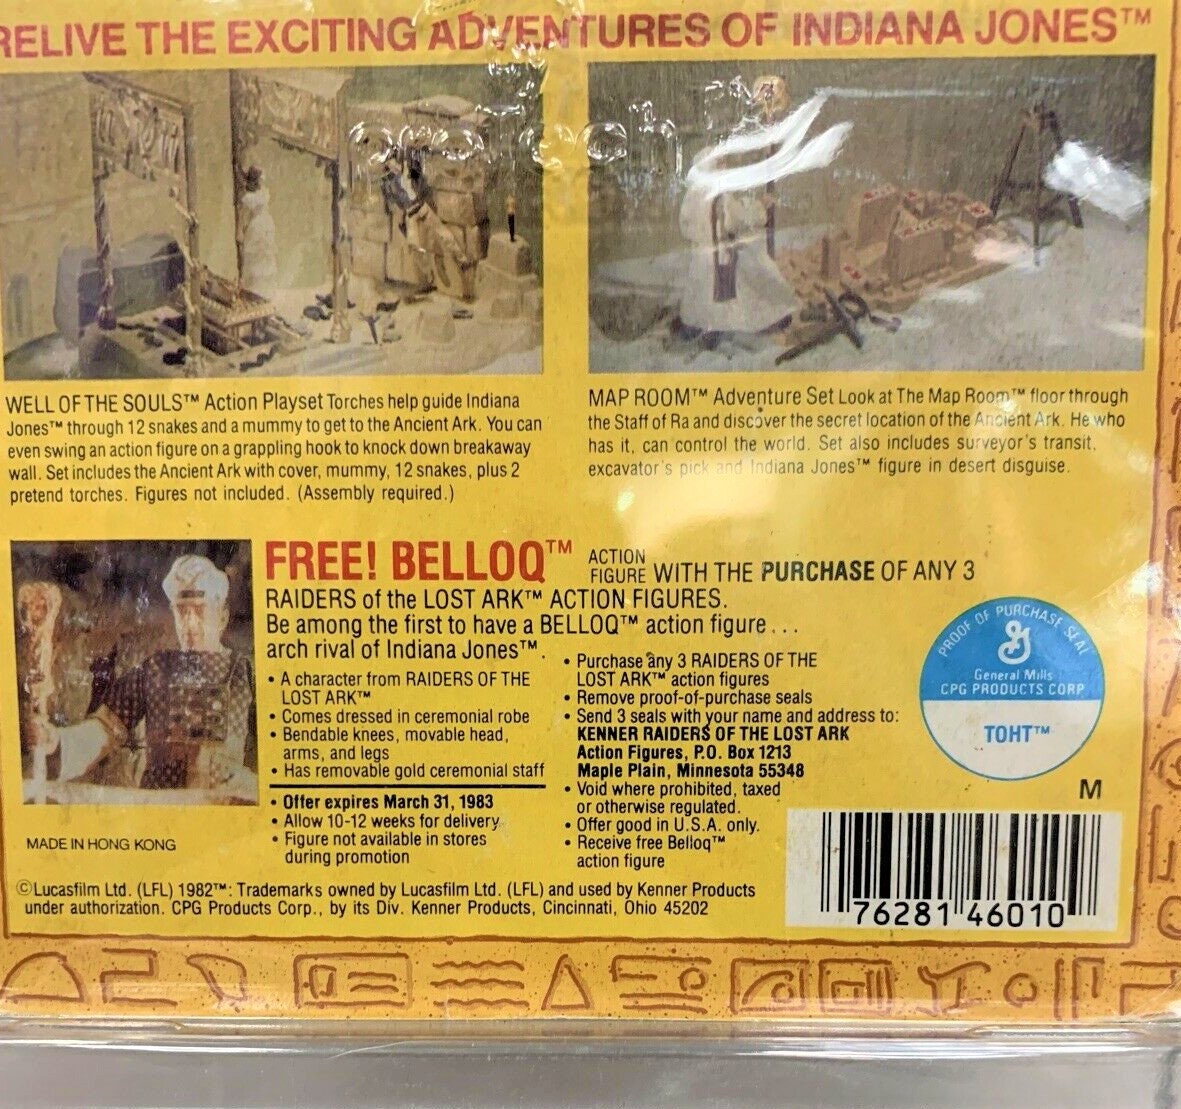 RELIVE THE EXCITING ADVENTURES OF INDIANA JONES™
WELL OF THE SOULS™ Action Playset Torches help guide Indiana
Jones™ through 12 snakes and a mummy to get to the Ancient Ark. You can
even swing an action figure on a grappling hook to knock down breakaway
wall. Set includes the Ancient Ark with cover, mummy, 12 snakes, plus 2
pretend torches. Figures not included. (Assembly required.)
MAP ROOM™ Adventure Set Look at The Map Room™ floor through
the Staff of Ra and discover the secret location of the Ancient Ark. He who
has it, can control the world. Set also includes surveyor's transit,
excavator's pick and Indiana Jones™ figure in desert disguise.
FREE! BELLOQ™ ACTION FIGURE WITH THE PURCHASE OF ANY 3
RAIDERS of the LOST ARK™ ACTION FIGURES.
Be among the first to have a BELLOQ™ action figure...
arch rival of Indiana Jones™.
• A character from RAIDERS OF THE
LOST ARK™
• Comes dressed in ceremonial robe
• Bendable knees, movable head,
arms, and legs
• Has removable gold ceremonial staff
• Offer expires March 31, 1983
• Allow 10-12 weeks for delivery
• Figure not available in stores
during promotion
• Purchase any 3 RAIDERS OF THE
LOST ARK™ action figures
• Remove proof-of-purchase seals
• Send 3 seals with your name and address to:
KENNER RAIDERS OF THE LOST ARK
Action Figures, P.O. Box 1213
Maple Plain, Minnesota 55348
• Void where prohibited, taxed
or otherwise regulated.
• Offer good in U.S.A. only.
• Receive free Belloq™
action figure
PROOF OF PURCHASE SEAL
G
General Mills
CPG PRODUCTS CORP
TOHT™
M
76281 46010
MADE IN HONG KONG
©Lucasfilm Ltd. (LFL) 1982™: Trademarks owned by Lucasfilm Ltd. (LFL) and used by Kenner Products
under authorization. CPG Products Corp., by its Div. Kenner Products, Cincinnati, Ohio 45202